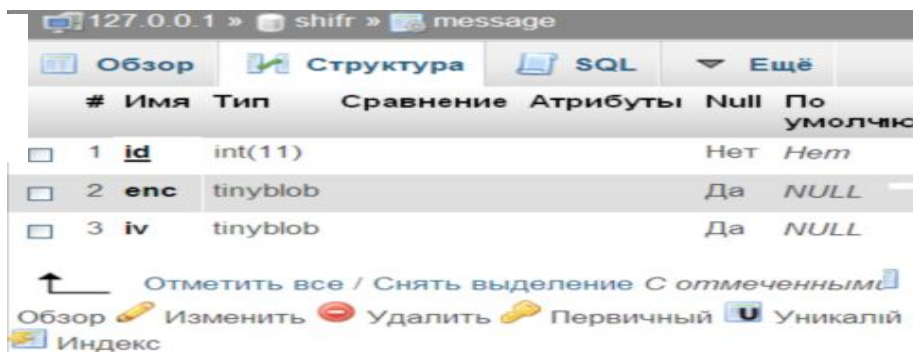 127.0.0.1 » shifr » message
Обзор Структура SQL Ещё
# Имя Тип Сравнение Атрибуты Null По
умолчию
1 id int(11) Нет Нет
2 enc tinyblob Да NULL
3 iv tinyblob Да NULL
Отметить все / Снять выделение С отмеченными
Обзор Изменить Удалить Первичный U Уникалій
Индекс